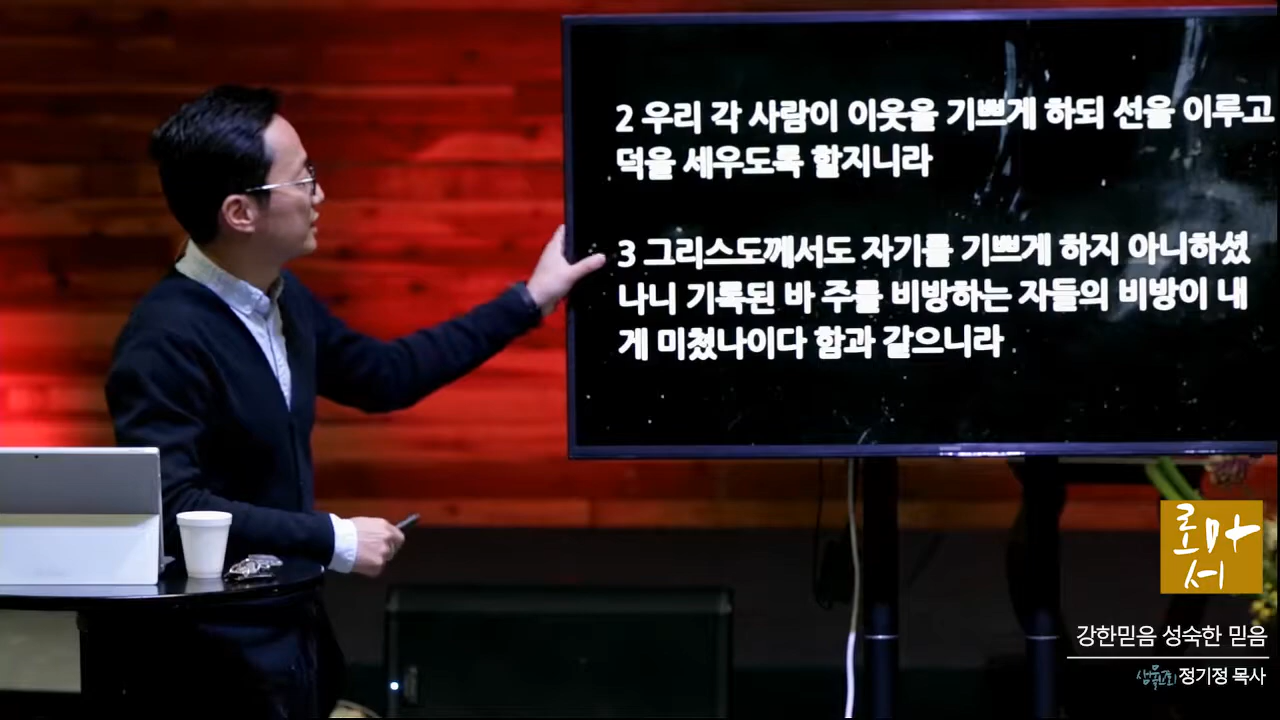 2 우리 각 사람이 이웃을 기쁘게 하되 선을 이루고
덕을 세우도록 할지니라
3 그리스도께서도 자기를 기쁘게 하지 아니하셨
나니 기록된 바 주를 비방하는 자들의 비방이 내
게 미쳤나이다 함과 같으니라
로마
서
강한믿음 성숙한 믿음
샘물교회 정기정 목사